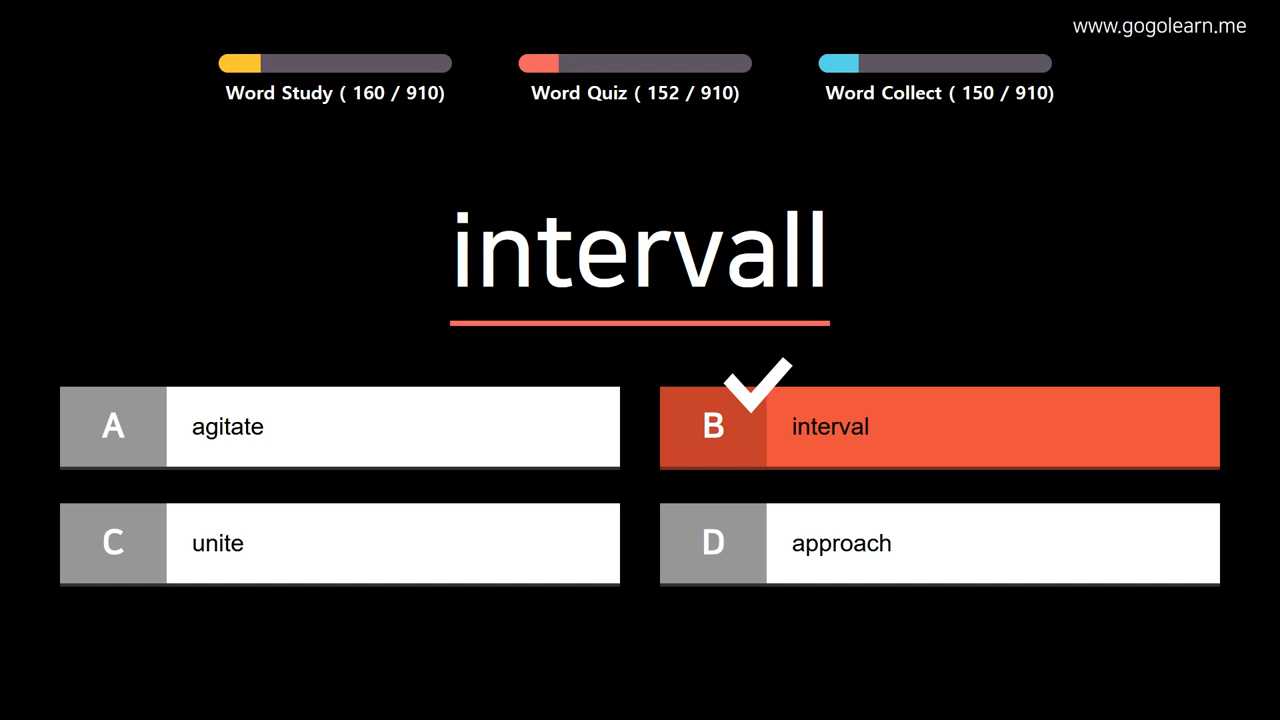 www.gogolearn.me
Word Study ( 160 / 910)
Word Quiz ( 152 / 910)
Word Collect ( 150 / 910)
intervall
A agitate
B interval
C unite
D approach